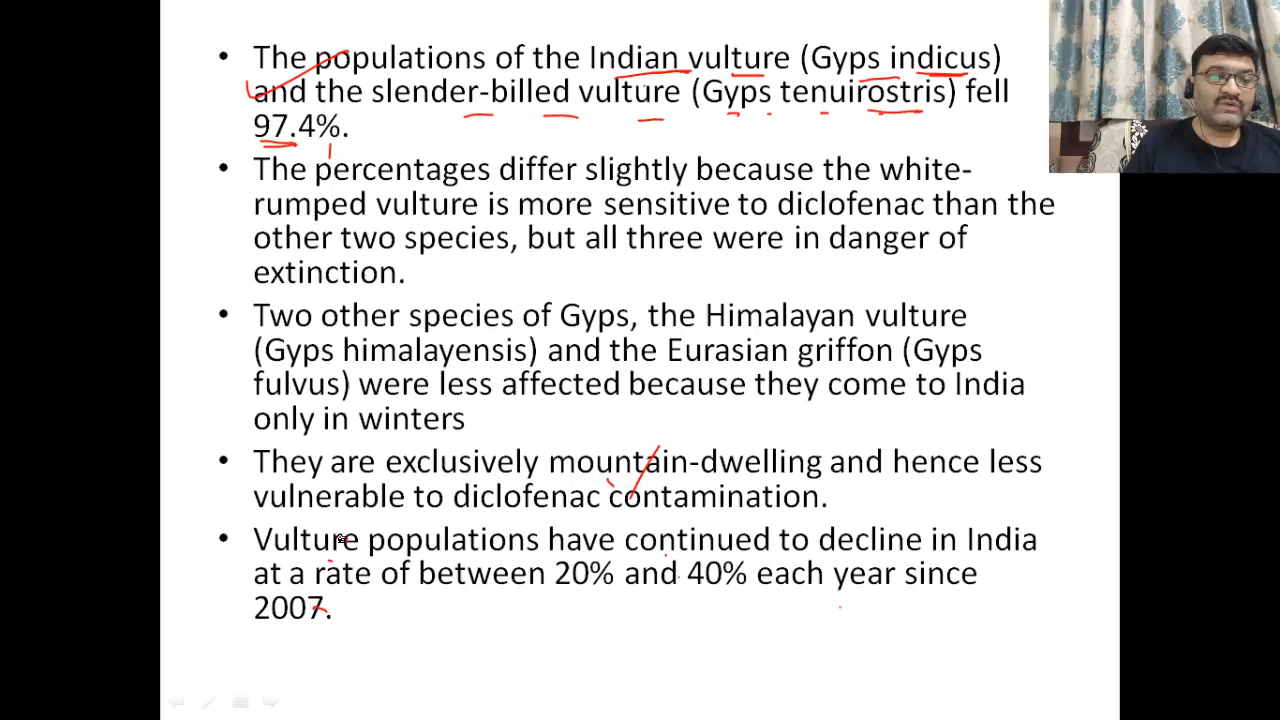 • The populations of the Indian vulture (Gyps indicus)
and the slender-billed vulture (Gyps tenuirostris) fell
97.4%.
• The percentages differ slightly because the white-
rumped vulture is more sensitive to diclofenac than the
other two species, but all three were in danger of
extinction.
• Two other species of Gyps, the Himalayan vulture
(Gyps himalayensis) and the Eurasian griffon (Gyps
fulvus) were less affected because they come to India
only in winters
• They are exclusively mountain-dwelling and hence less
vulnerable to diclofenac contamination.
• Vulture populations have continued to decline in India
at a rate of between 20% and 40% each year since
2007.